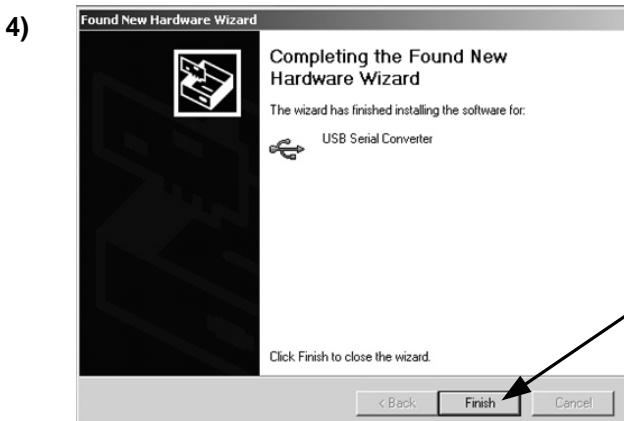 4)
Found New Hardware Wizard
Completing the Found New
Hardware Wizard
The wizard has finished installing the software for:
USB Serial Converter
Click Finish to close the wizard.
< Back
Finish
Cancel